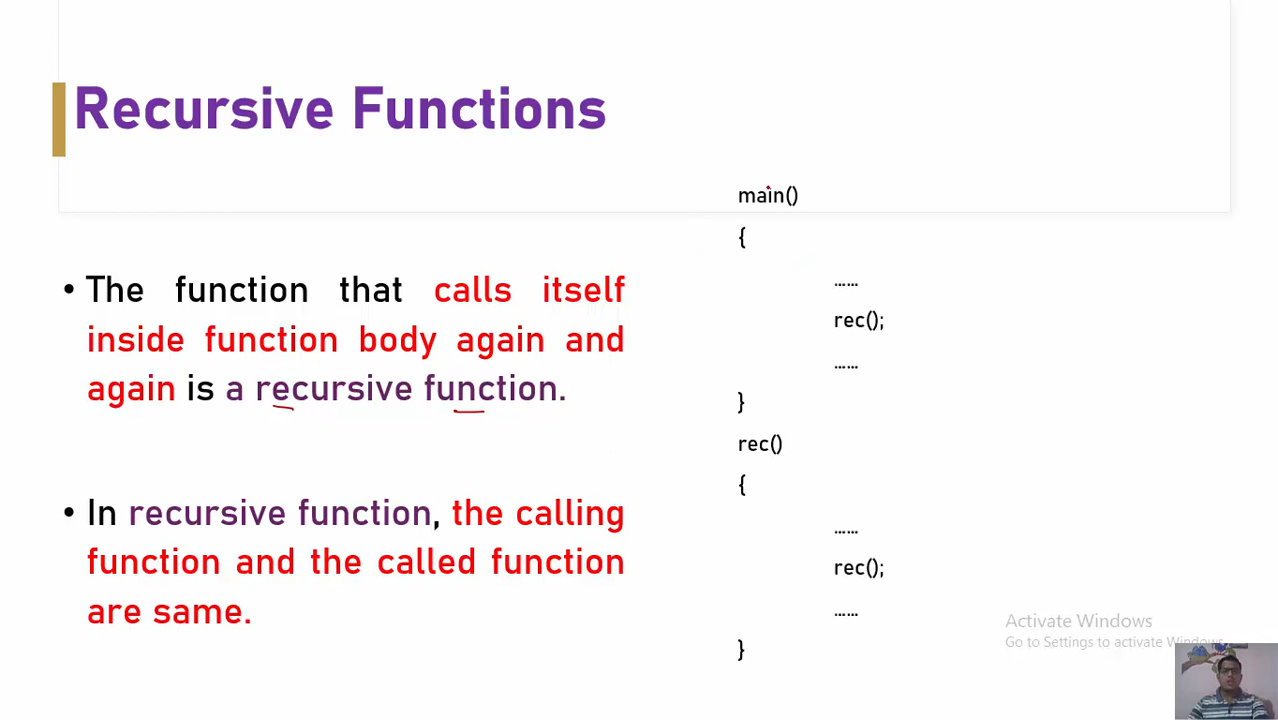 Recursive Functions
• The function that calls itself
inside function body again and
again is a recursive function.
• In recursive function, the calling
function and the called function
are same.
main()
{
......
rec();
......
}
rec()
{
......
rec();
......
}
Activate Windows
Go to Settings to activate Windows.